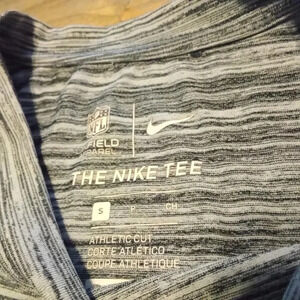 NFL
FIELD
THE NIKE TEE
S
CH
ATHLETIC CUT
CORTE ATLÉTICO
COUPE ATHLÉTIQUE